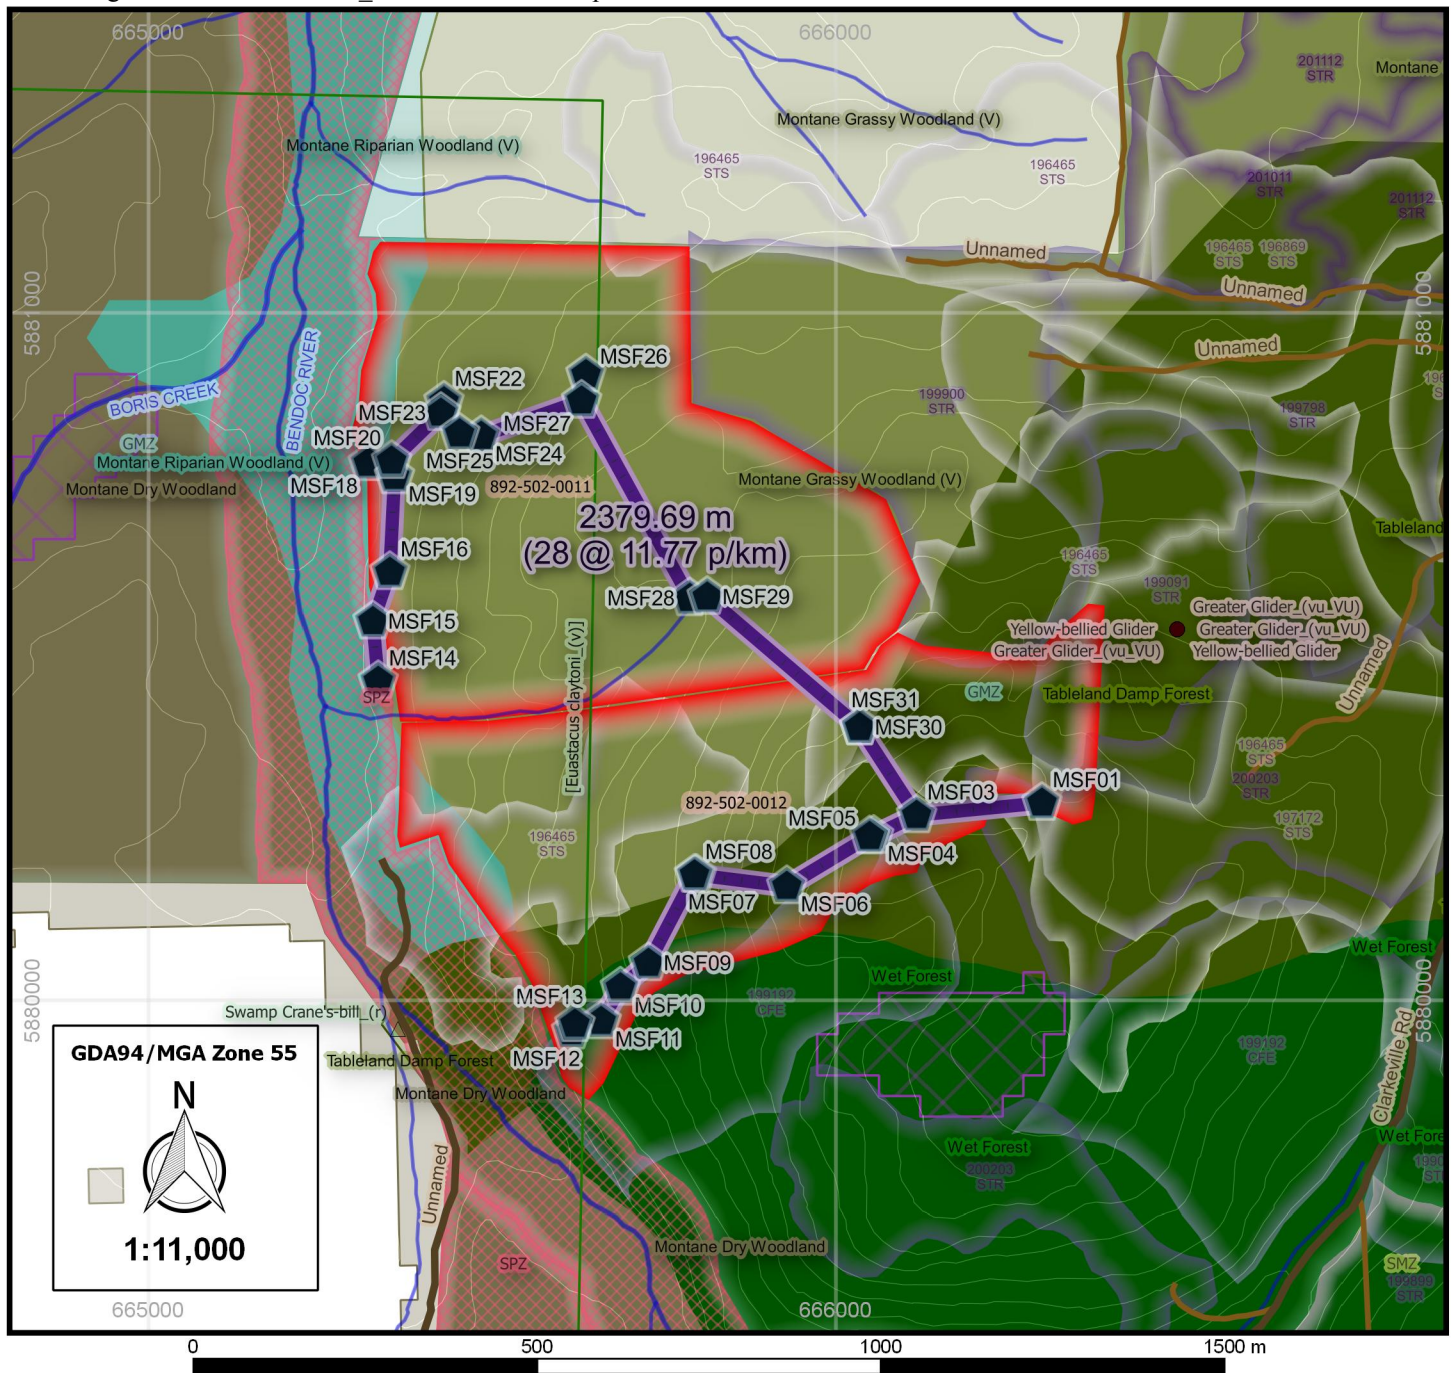 665000
666000
201112
STR
Montane
Montane Grassy Woodland (V)
Montane Riparian Woodland (V)
196465
STS
196465
STS
201011
STR
201112
STR
Unnamed
196465
STS
196869
STS
Unnamed
5881000
5881000
Unnamed
BENDOC RIVER
BORIS CREEK
MSF26
MSF22
MSF23
MSF27
MSF20
MSF25
MSF24
MSF18
MSF19
199900
STR
199798
STR
GMZ
Montane Riparian Woodland (V)
Montane Dry Woodland
892-502-0011
Montane Grassy Woodland (V)
2379.69 m
(28 @ 11.77 p/km)
Tableland
MSF16
196465
STS
199091
STR
MSF28
MSF29
MSF15
Greater Glider_(vu_VU)
Yellow-bellied Glider
Greater Glider_(vu_VU)
Greater Glider_(vu_VU)
Yellow-bellied Glider
MSF14
SPZ
[Euastacus claytoni_(v)]
GMZ
Tableland Damp Forest
Unnamed
MSF31
MSF30
196465
STS
200203
STR
MSF01
MSF03
892-502-0012
MSF05
MSF04
197172
STS
196465
STS
MSF08
MSF07
MSF06
MSF09
Wet Forest
Wet Forest
5880000
5880000
MSF13
MSF10
199192
CFE
MSF11
MSF12
Swamp Crane's-bill_(r)
199192
CFE
Tableland Damp Forest
Montane Dry Woodland
Clarkeville Rd
GDA94/MGA Zone 55
N
1:11,000
Wet Forest
200203
STR
Unnamed
Montane Dry Woodland
SPZ
SMZ
199899
STR
665000
666000
0
500
1000
1500 m